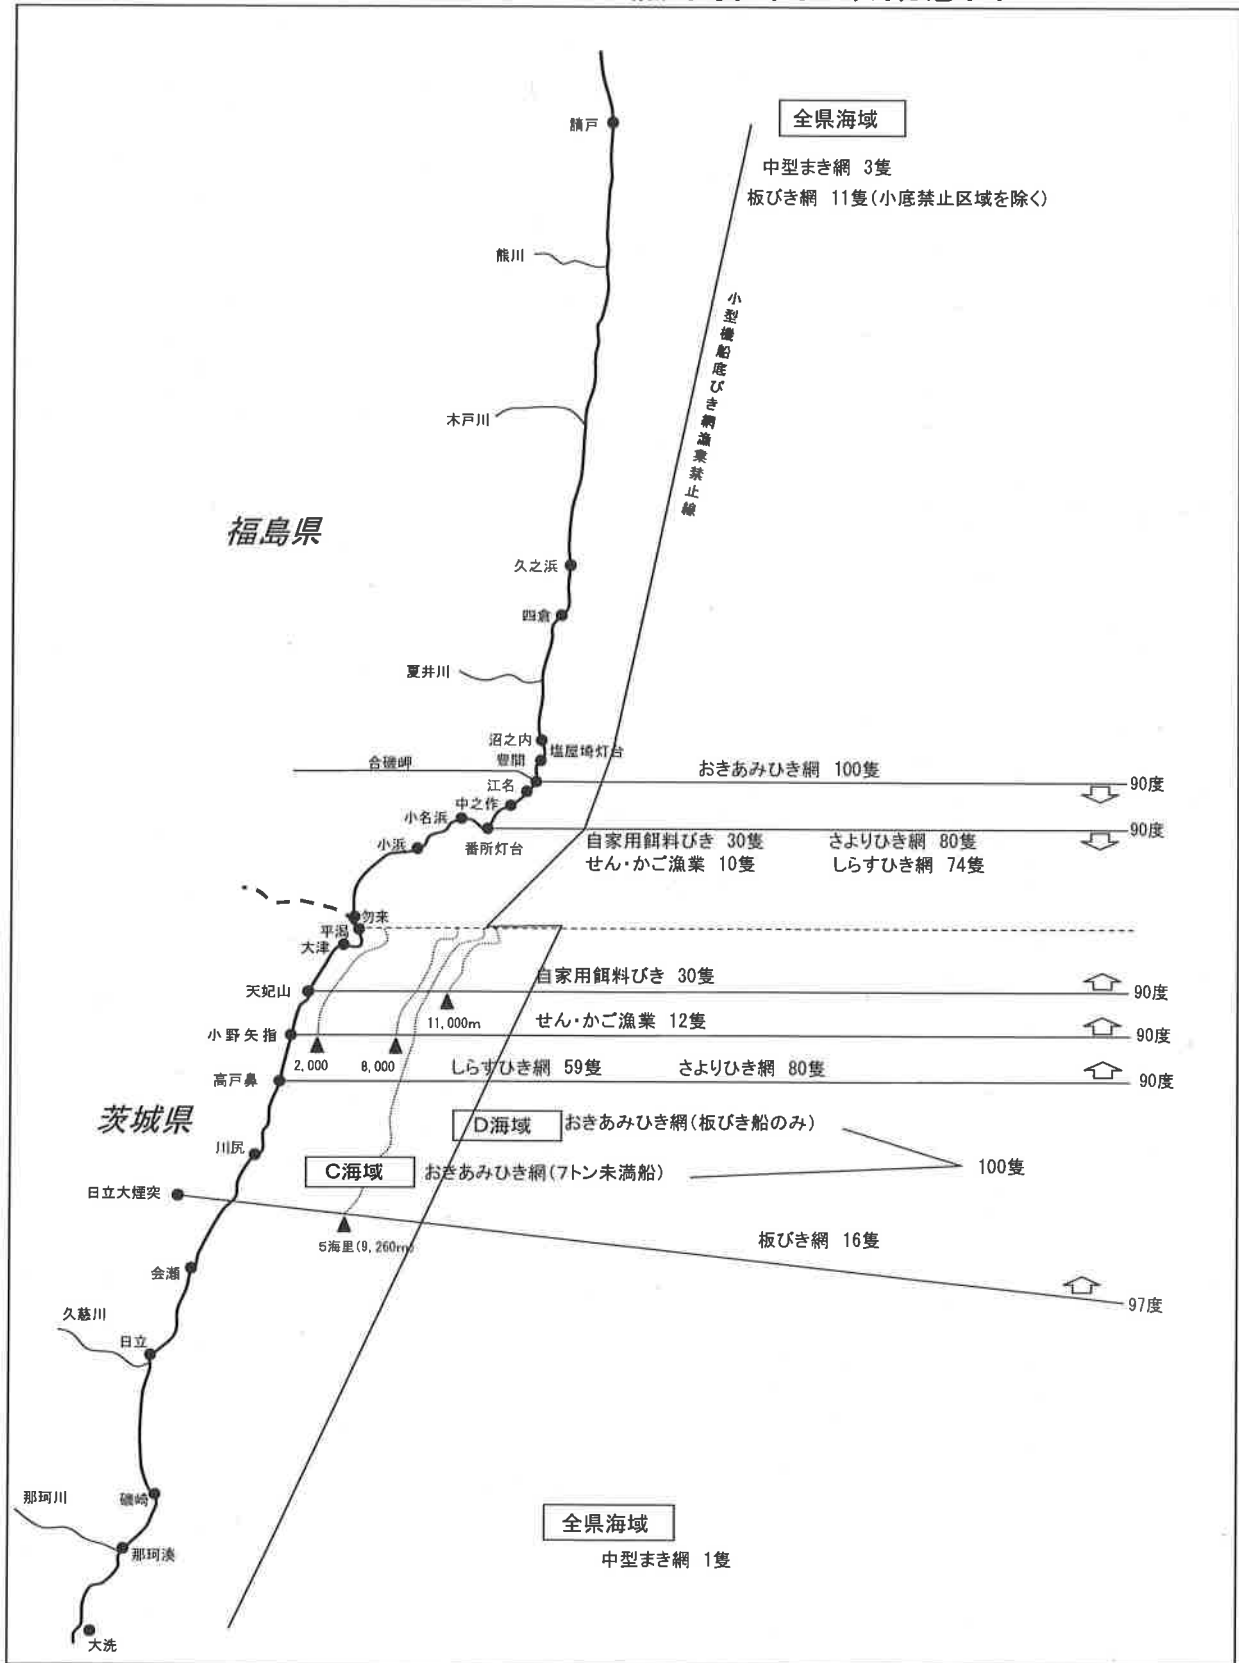 請戸
全県海域
中型まき網 3隻
板びき網 11隻(小底禁止区域を除く)
熊川
小型機船底びき網漁業禁止線
木戸川
福島県
久之浜
四倉
夏井川
沼之内
塩屋埼灯台
豊間
合磯岬
おきあみひき網 100隻
90度
江名
中之作
小名浜
番所灯台
90度
小浜
自家用餌料びき 30隻 さよりひき網 80隻
せん・かご漁業 10隻 しらすひき網 74隻
勿来
平潟
大津
天妃山
自家用餌料びき 30隻
90度
11,000m
小野矢指
せん・かご漁業 12隻
90度
2,000
8,000
高戸鼻
しらすひき網 59隻 さよりひき網 80隻
90度
茨城県
D海域
おきあみひき網(板びき船のみ)
川尻
C海域
おきあみひき網(7トン未満船)
100隻
日立大煙突
5海里(9,260m)
板びき網 16隻
97度
会瀬
久慈川
日立
那珂川
磯崎
那珂湊
全県海域
中型まき網 1隻
大洗